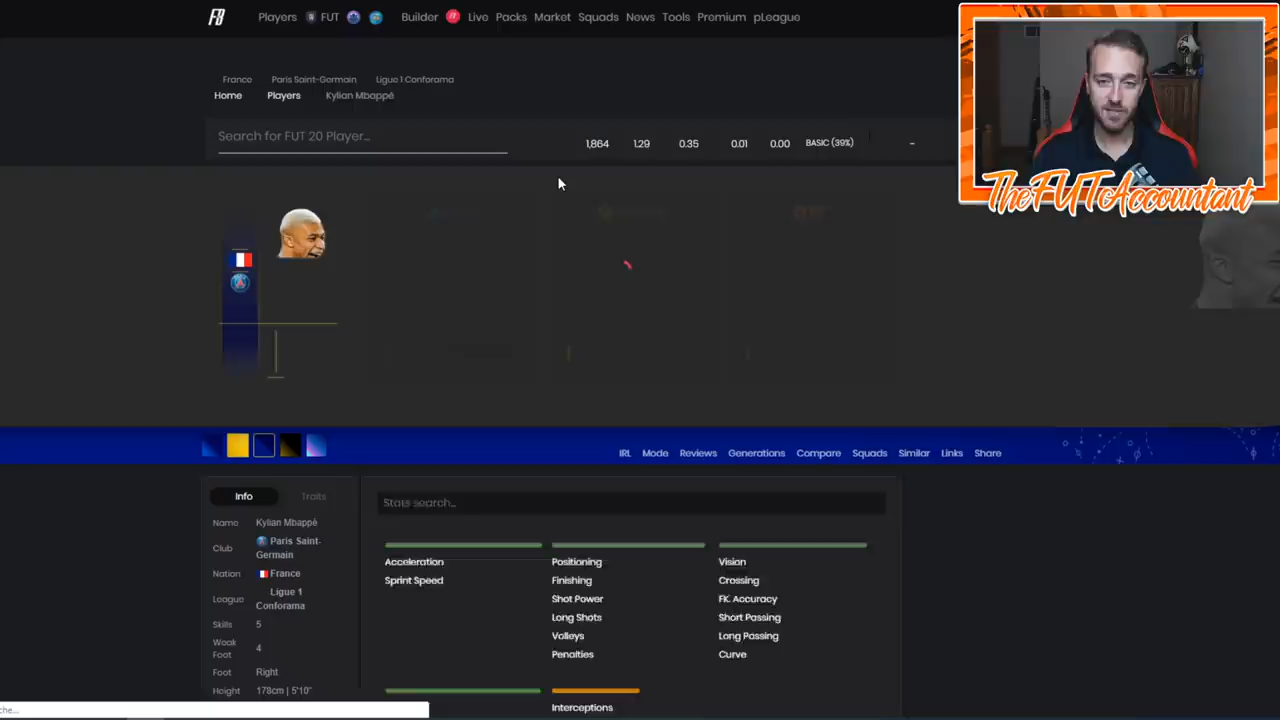 Players FUT Builder Live Packs Market Squads News Tools Premium pLeague
France Paris Saint-Germain Ligue 1 Conforama
Home Players Kylian Mbappé
Search for FUT 20 Player...
1,864 1.29 0.35 0.01 0.00 BASIC (39%) -
TheFUTAccountant
IRL Mode Reviews Generations Compare Squads Similar Links Share
Info Traits
Name Kylian Mbappé
Club Paris Saint-
Germain
Nation France
League Ligue 1
Conforama
Skills 5
Weak
Foot 4
Foot Right
Height 178cm | 5'10"
Stats search...
Acceleration
Sprint Speed
Positioning
Finishing
Shot Power
Long Shots
Volleys
Penalties
Vision
Crossing
FK. Accuracy
Short Passing
Long Passing
Curve
Interceptions